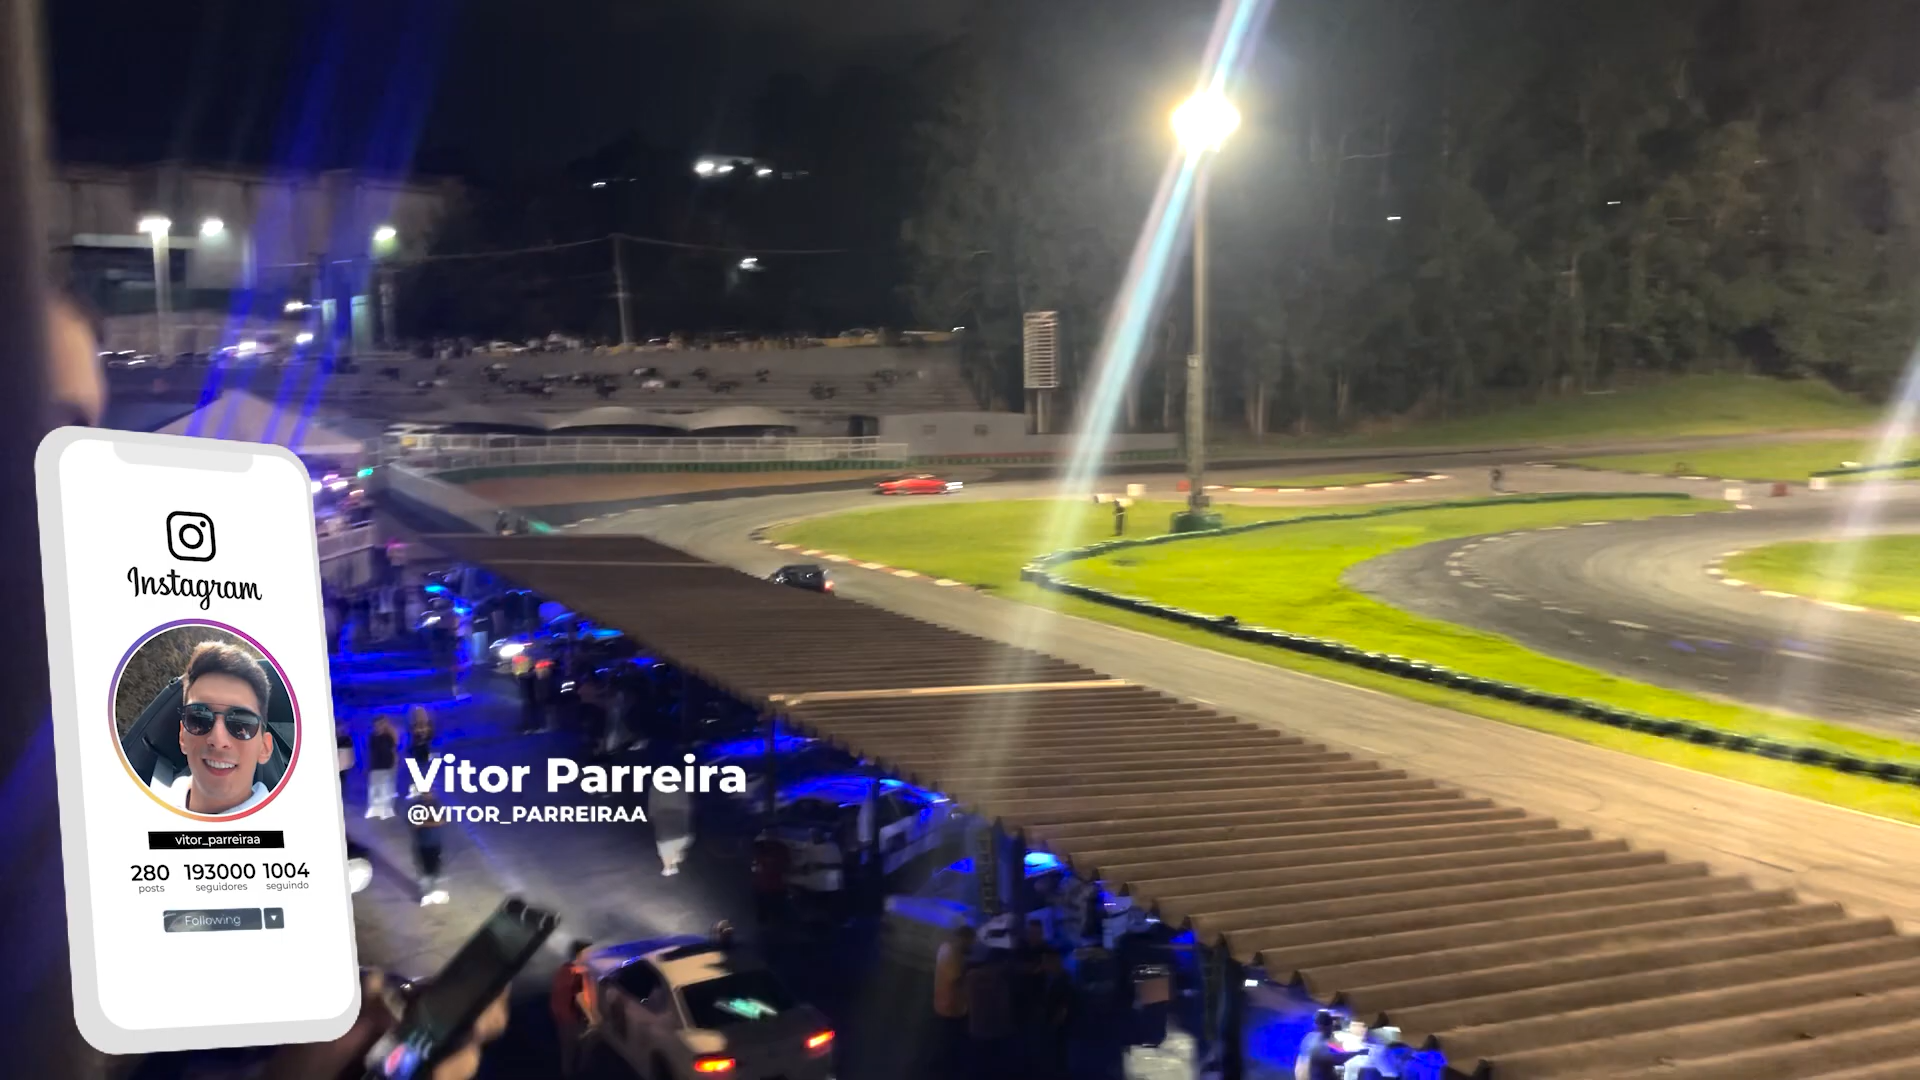 Instagram
vitor_parreiraa
280 193000 1004
posts seguidores seguindo
Following
Vitor Parreira
@VITOR_PARREIRAA